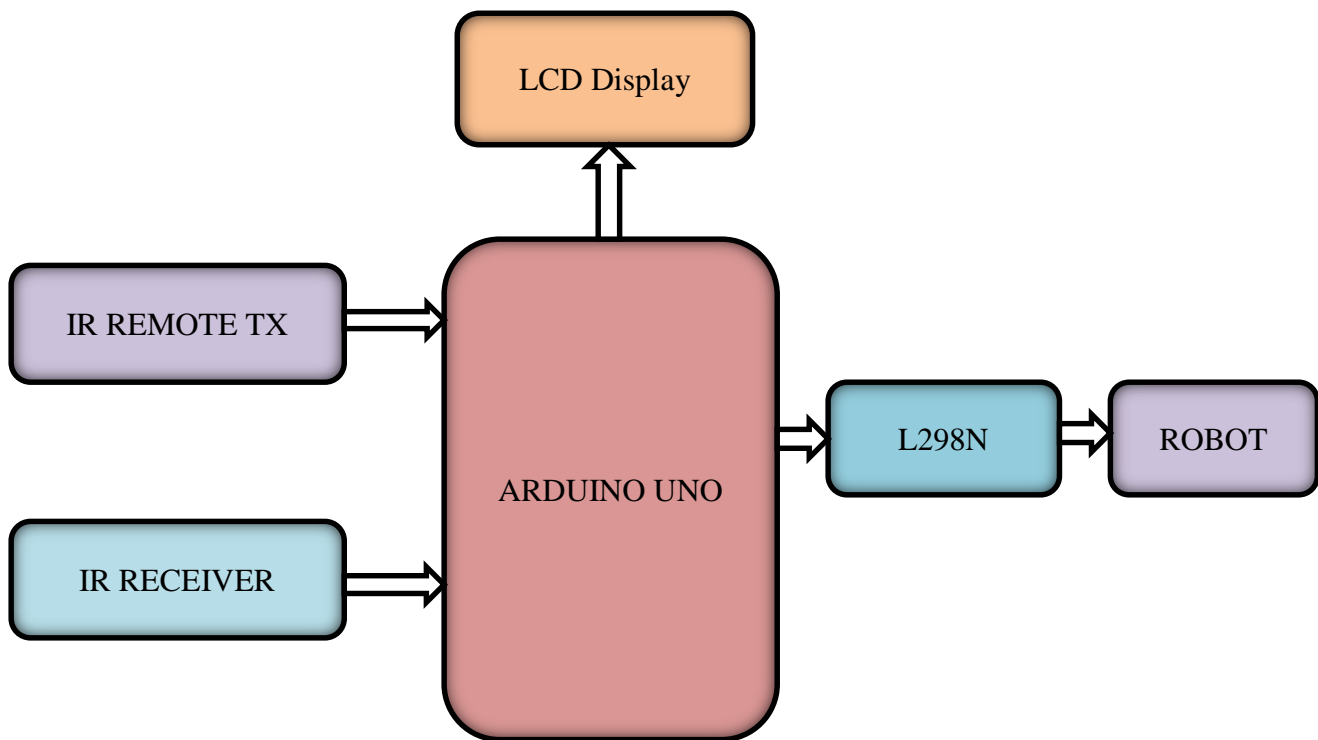 LCD Display
IR REMOTE TX
ARDUINO UNO
L298N
ROBOT
IR RECEIVER